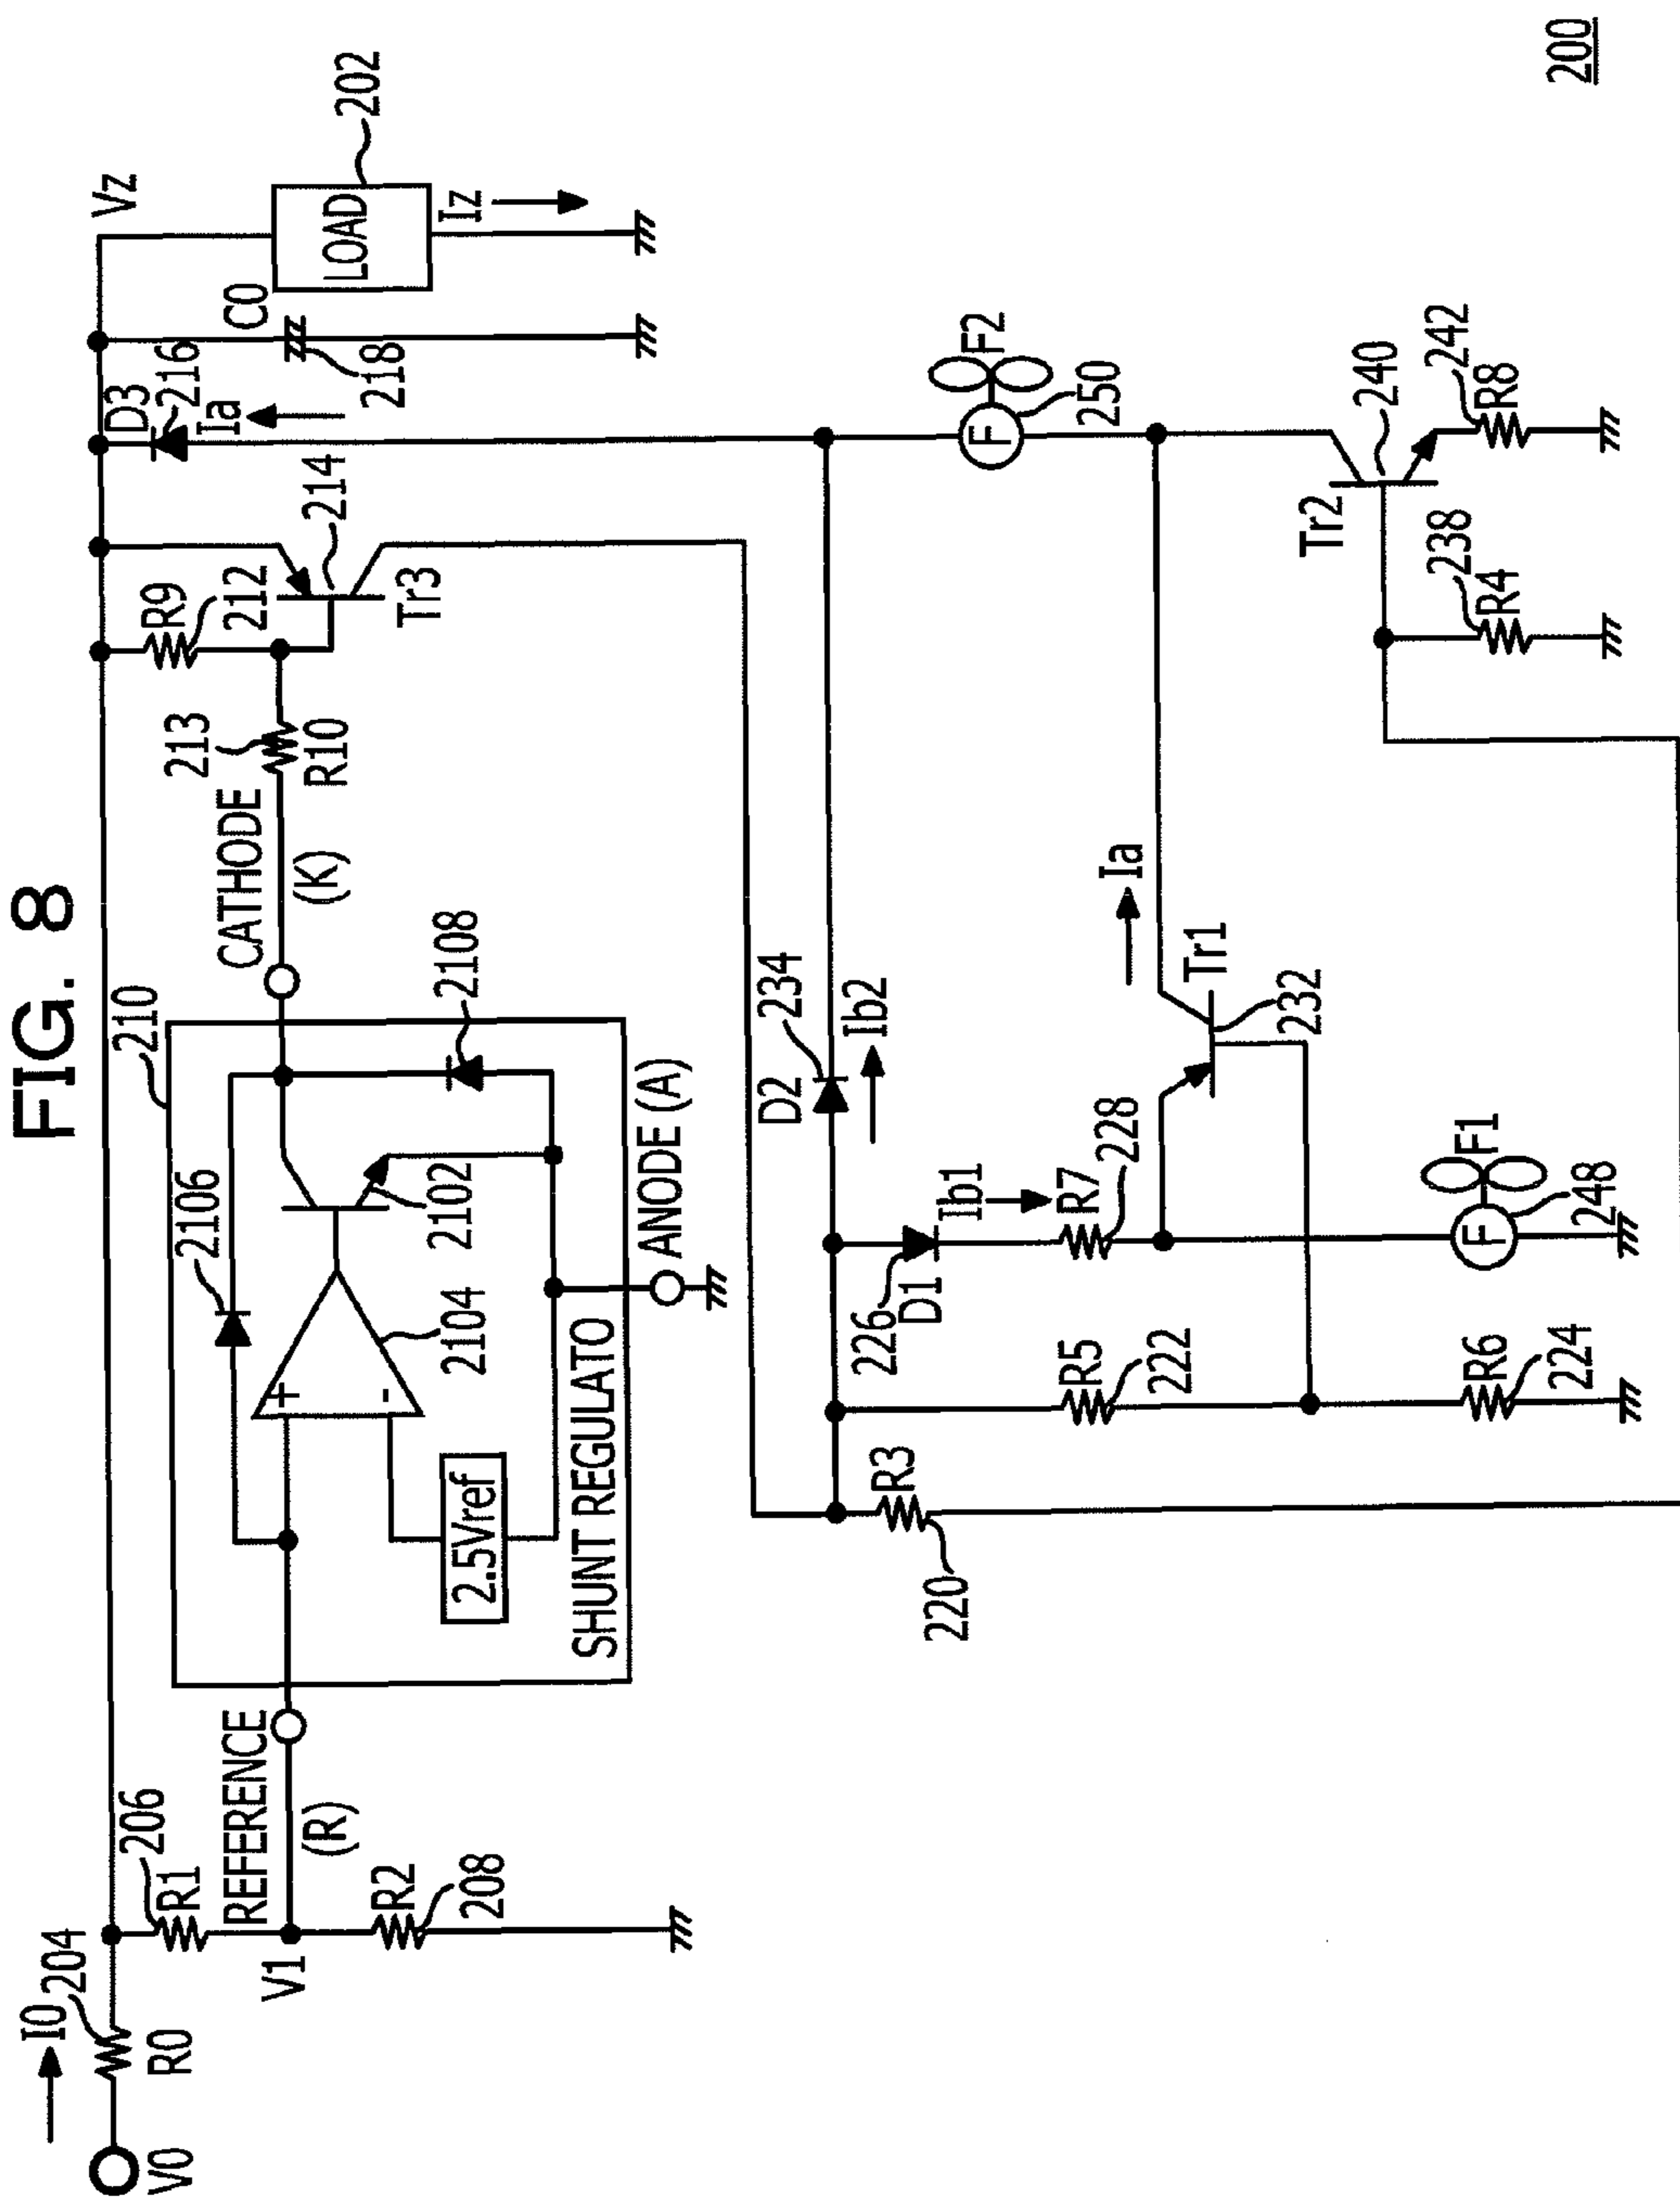 FIG. 8
200
V0
I0
204
R0
206
R1
V1
R2
208
REFERENCE
(R)
210
2106
2104
+
-
2102
2108
2.5Vref
SHUNT REGULATO
ANODE (A)
CATHODE
(K)
213
R10
R9
212
214
Tr3
D3
216
Ia
C0
218
Vz
LOAD
202
Iz
R3
220
R5
222
R6
224
226
D1
Ib1
R7
228
D2
234
Ib2
Ia
Tr1
232
F
F1
248
F
F2
250
Tr2
240
238
R4
242
R8